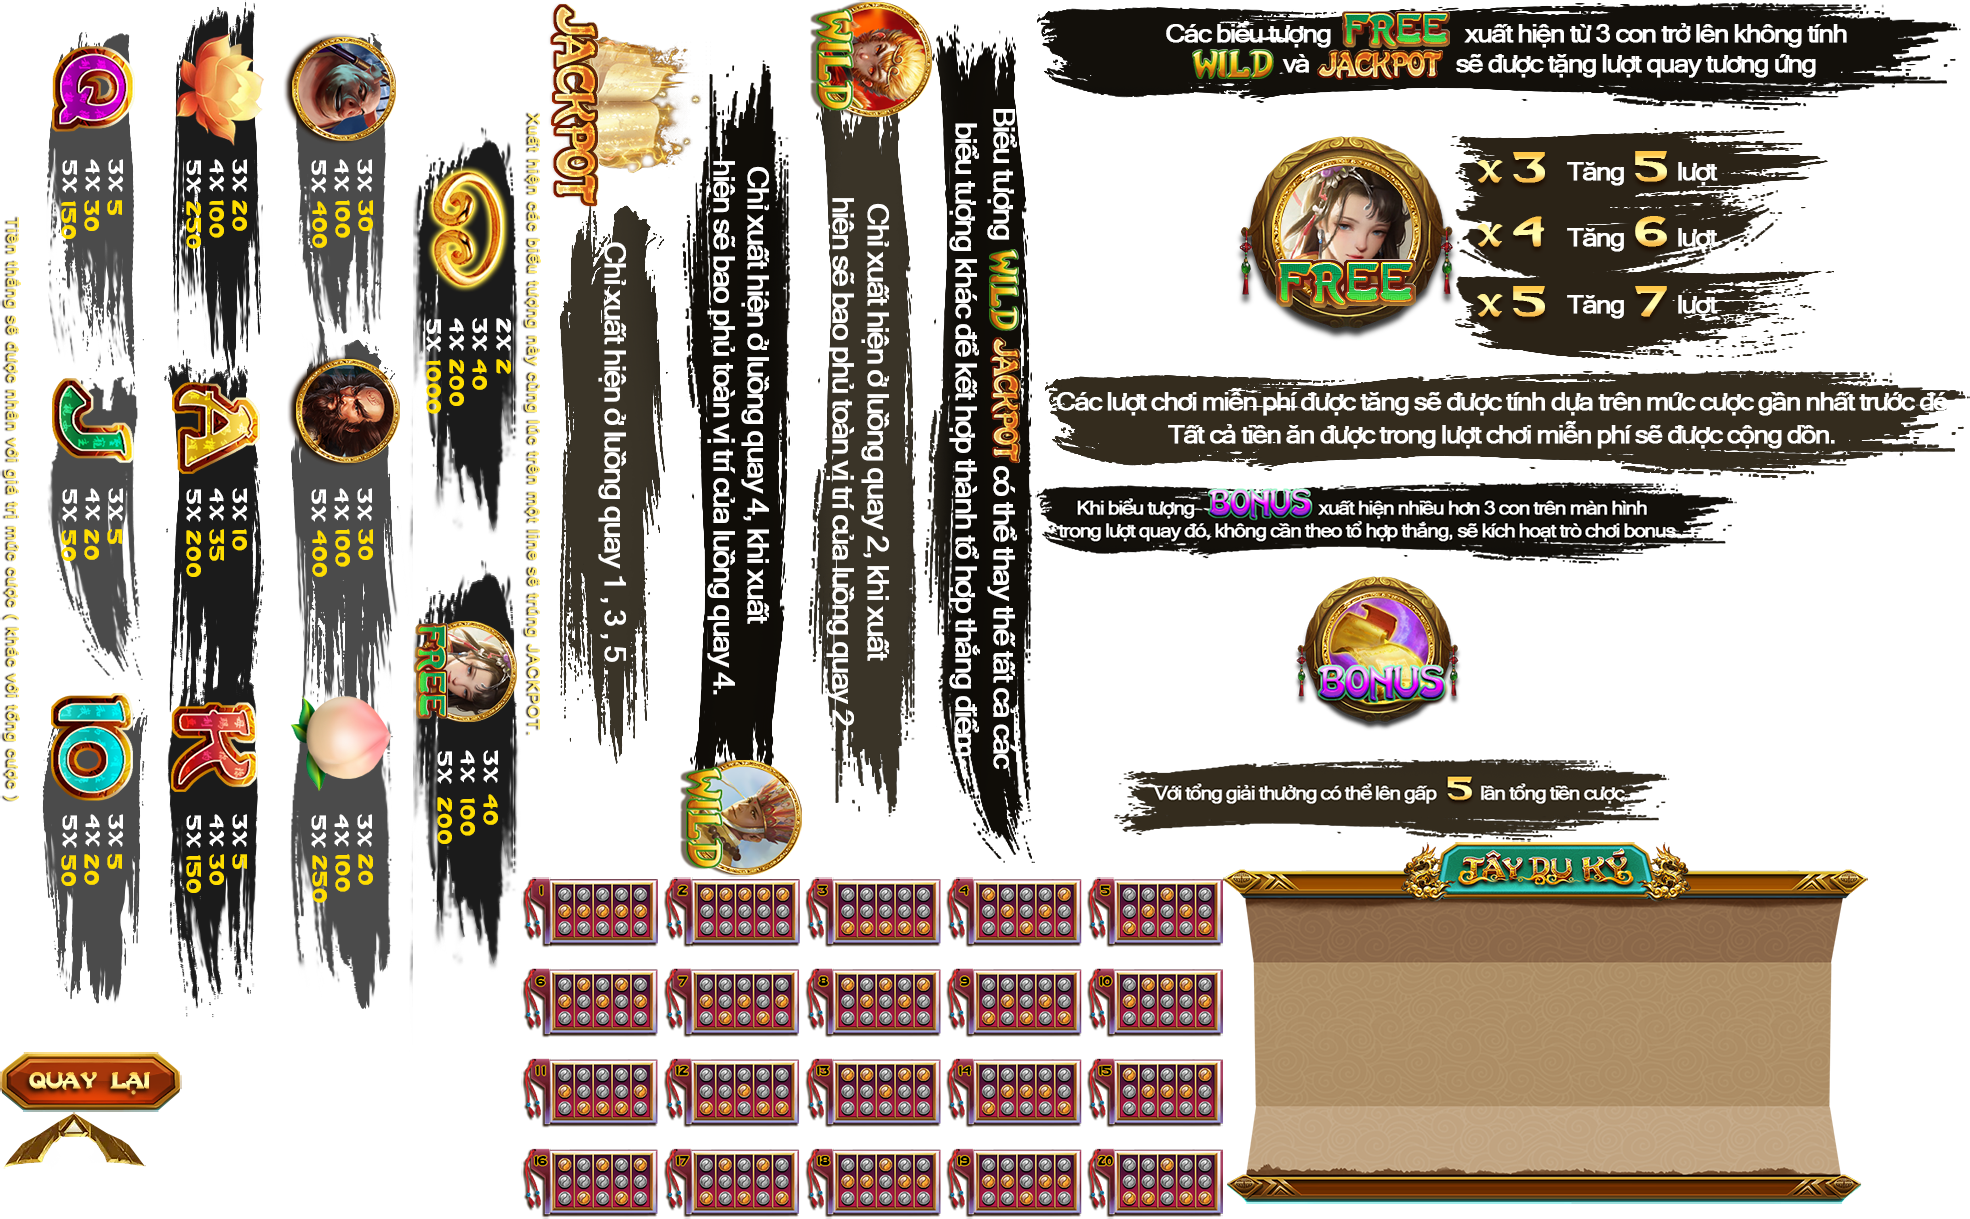 Các biểu tượng FREE xuất hiện từ 3 con trở lên không tính
WILD và JACKPOT sẽ được tặng lượt quay tương ứng
FREE
x 3 Tăng 5 lượt
x 4 Tăng 6 lượt
x 5 Tăng 7 lượt
Các lượt chơi miễn phí được tăng sẽ được tính dựa trên mức cược gần nhất trước đé
Tất cả tiền ăn được trong lượt chơi miễn phí sẽ được cộng dồn.
Khi biểu tượng BONUS xuất hiện nhiều hơn 3 con trên màn hình
trong lượt quay đó, không cần theo tổ hợp thắng, sẽ kích hoạt trò chơi bonus.
BONUS
Với tổng giải thưởng có thể lên gấp 5 lần tổng tiền cược
TÂY DU KÝ
Biểu tượng WILD JACKPOT có thể thay thế tất cả các
biểu tượng khác để kết hợp thành tổ hợp thắng điểm
WILD
Chỉ xuất hiện ở luồng quay 2, khi xuất
hiên sẽ bao phủ toàn vị trí của luồng quay 2
Chỉ xuất hiện ở luồng quay 4, khi xuất
hiên sẽ bao phủ toàn vị trí của luồng quay 4.
WILD
JACKPOT
Chỉ xuất hiện ở luồng quay 1 , 3 , 5
Xuất hiện các biểu tượng này cùng lúc trên một line sẽ trúng JACKPOT.
2X 2
3X 40
4X 200
5X 1000
FREE
3X 40
4X 100
5X 200
3X 30
4X 100
5X 400
3X 30
4X 100
5X 400
3X 20
4X 100
5X 250
3X 20
4X 100
5X 250
A
3X 10
4X 35
5X 200
K
3X 5
4X 30
5X 150
Q
3X 5
4X 30
5X 150
J
3X 5
4X 20
5X 50
10
3X 5
4X 20
5X 50
Tiền thắng sẽ được nhân với giá trị mức cược ( khác với tổng cược )
QUAY LẠI
1 2 3 4 5
6 7 8 9 10
11 12 13 14 15
16 17 18 19 20